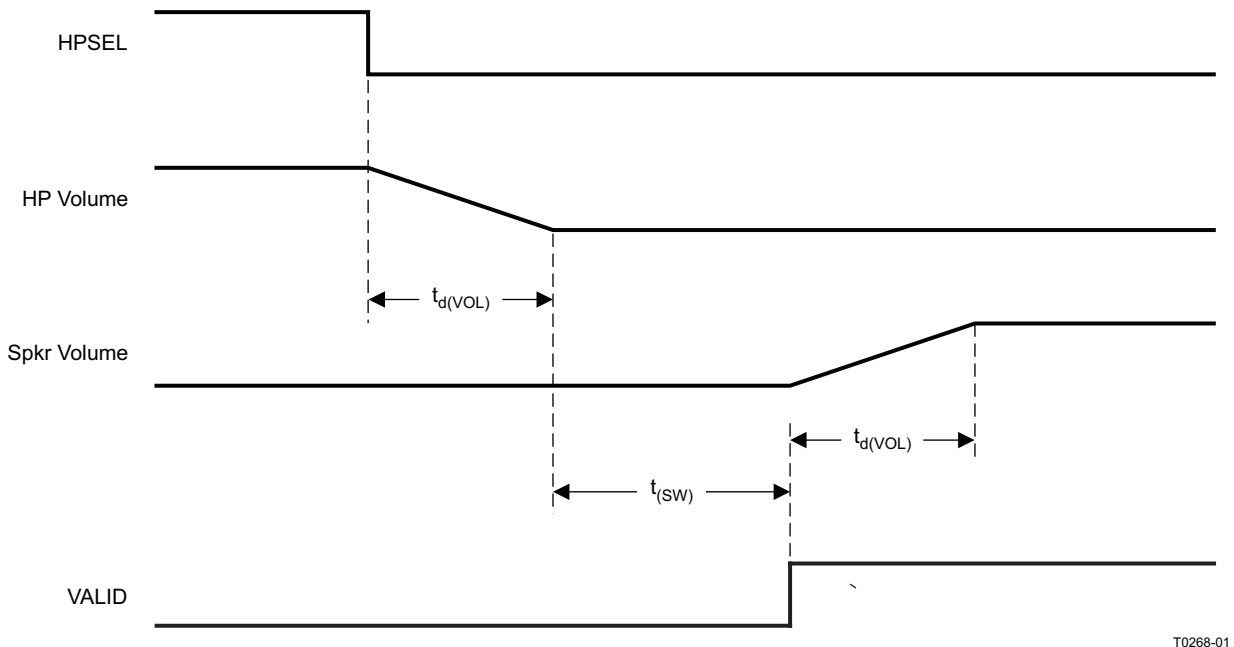 HPSEL
HP Volume
td(VOL)
Spkr Volume
td(VOL)
t(SW)
VALID
T0268-01